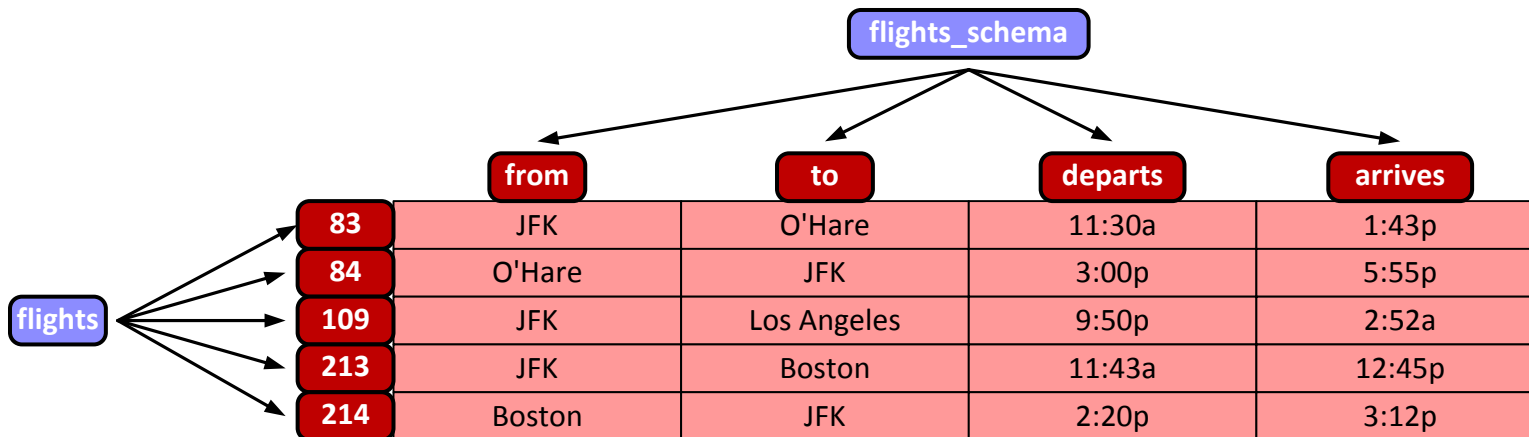 flights_schema
from to departs arrives
83 JFK O'Hare 11:30a 1:43p
84 O'Hare JFK 3:00p 5:55p
flights
109 JFK Los Angeles 9:50p 2:52a
213 JFK Boston 11:43a 12:45p
214 Boston JFK 2:20p 3:12p